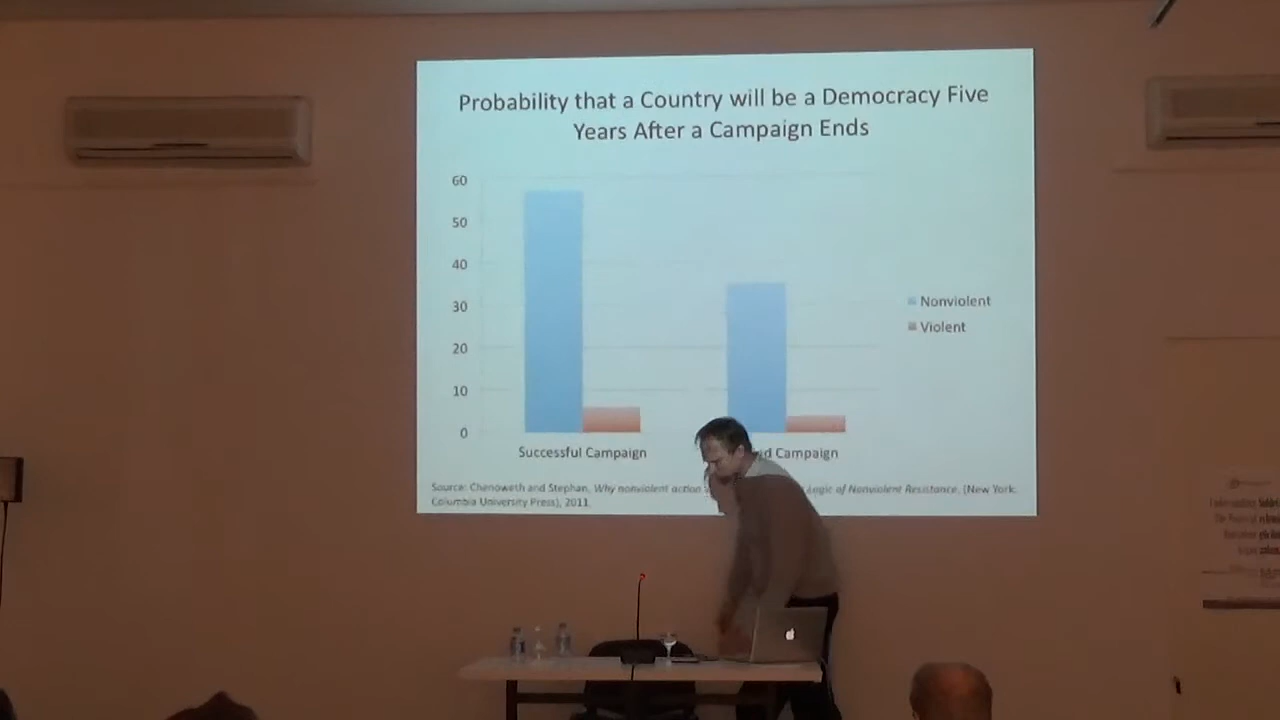 Probability that a Country will be a Democracy Five
Years After a Campaign Ends
60
50
40
30
20
10
0
Nonviolent
Violent
Successful Campaign
Campaign
Source: Chenoweth and Stephan, Why nonviolent action Logic of Nonviolent Resistance. (New York:
Columbia University Press), 2011.